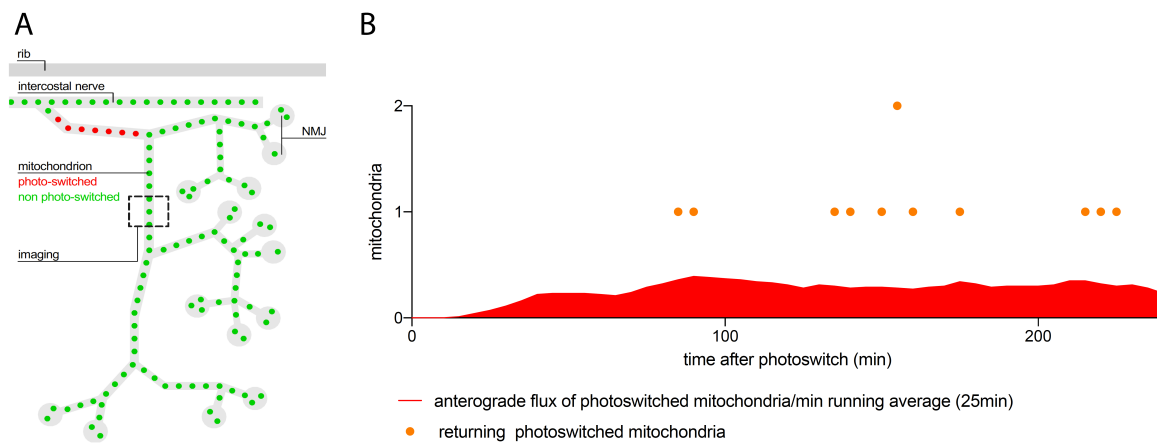 A
B
rib
intercostal nerve
NMJ
mitochondrion
photo-switched
non photo-switched
imaging
mitochondria
2
1
0
0
100
200
time after photoswitch (min)
anterograde flux of photoswitched mitochondria/min running average (25min)
returning photoswitched mitochondria